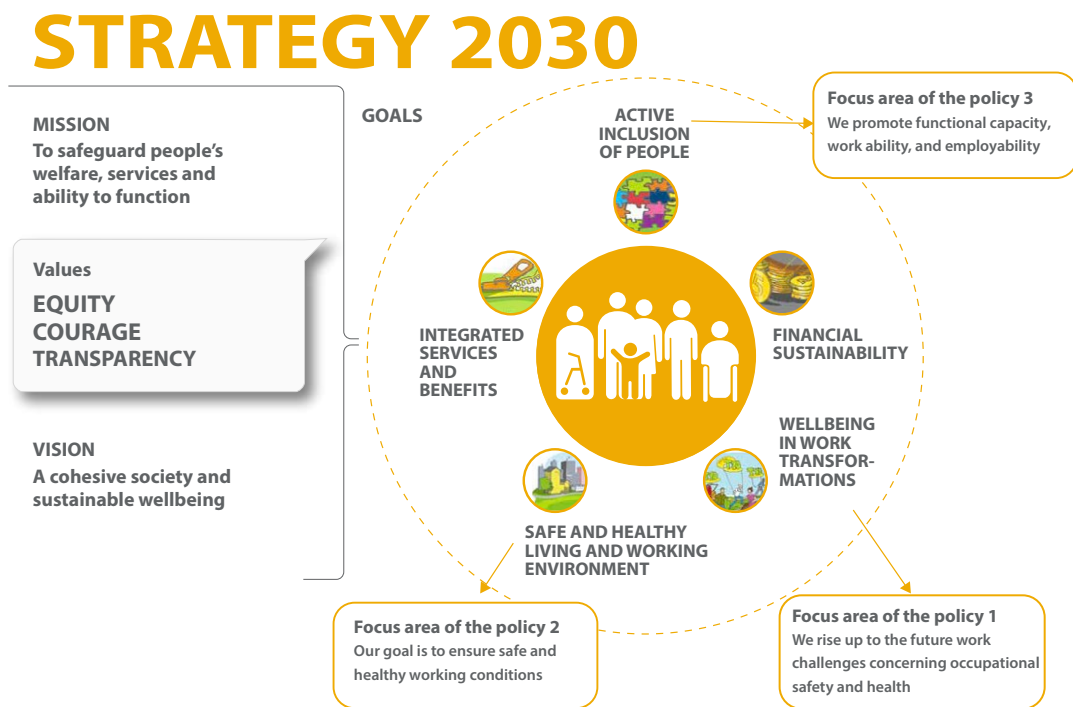 STRATEGY 2030
MISSION
To safeguard people's
welfare, services and
ability to function
Values
EQUITY
COURAGE
TRANSPARENCY
VISION
A cohesive society and
sustainable wellbeing
GOALS
ACTIVE
INCLUSION
OF PEOPLE
Focus area of the policy 3
We promote functional capacity,
work ability, and employability
INTEGRATED
SERVICES
AND
BENEFITS
FINANCIAL
SUSTAINABILITY
WELLBEING
IN WORK
TRANSFOR-
MATIONS
SAFE AND HEALTHY
LIVING AND WORKING
ENVIRONMENT
Focus area of the policy 2
Our goal is to ensure safe and
healthy working conditions
Focus area of the policy 1
We rise up to the future work
challenges concerning occupational
safety and health